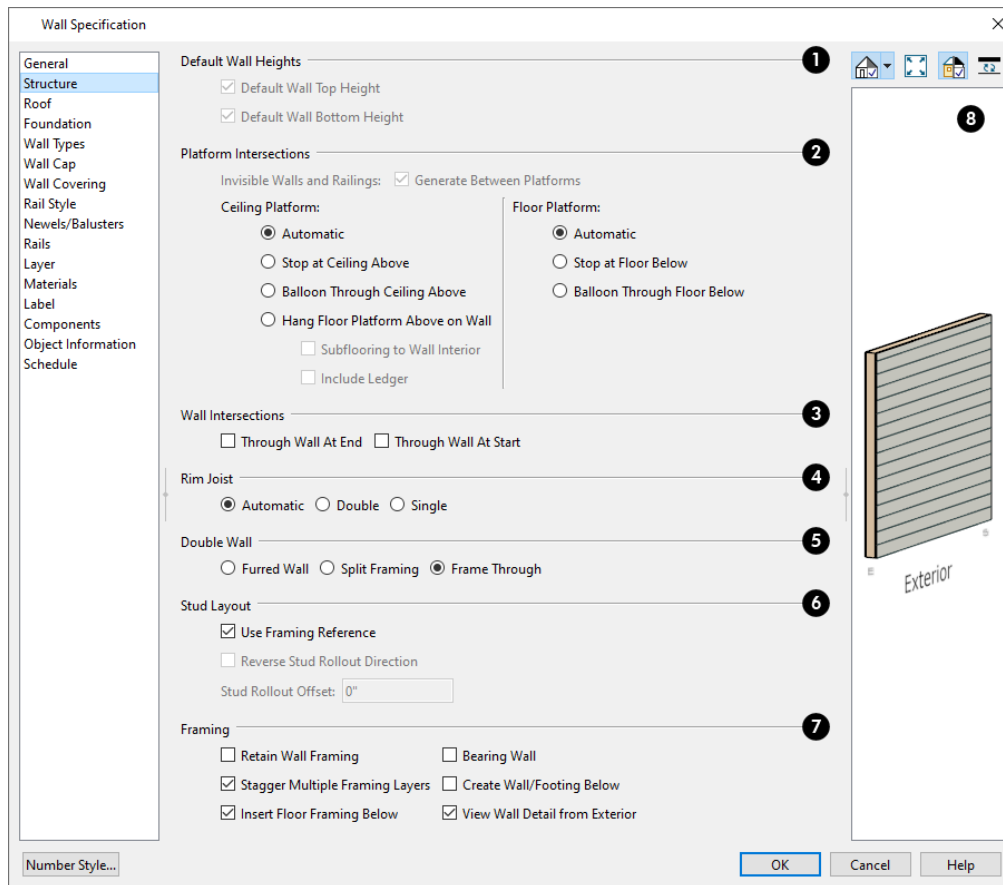 Wall Specification
General
Structure
Roof
Foundation
Wall Types
Wall Cap
Wall Covering
Rail Style
Newels/Balusters
Rails
Layer
Materials
Label
Components
Object Information
Schedule
Default Wall Heights 1
Default Wall Top Height
Default Wall Bottom Height
Platform Intersections 2
Invisible Walls and Railings: Generate Between Platforms
Ceiling Platform:
Automatic
Stop at Ceiling Above
Balloon Through Ceiling Above
Hang Floor Platform Above on Wall
Subflooring to Wall Interior
Include Ledger
Floor Platform:
Automatic
Stop at Floor Below
Balloon Through Floor Below
Wall Intersections 3
Through Wall At End Through Wall At Start
Rim Joist 4
Automatic Double Single
Double Wall 5
Furred Wall Split Framing Frame Through
Stud Layout 6
Use Framing Reference
Reverse Stud Rollout Direction
Stud Rollout Offset: 0"
Framing 7
Retain Wall Framing Bearing Wall
Stagger Multiple Framing Layers Create Wall/Footing Below
Insert Floor Framing Below View Wall Detail from Exterior
8
E S
Exterior
Number Style... OK Cancel Help